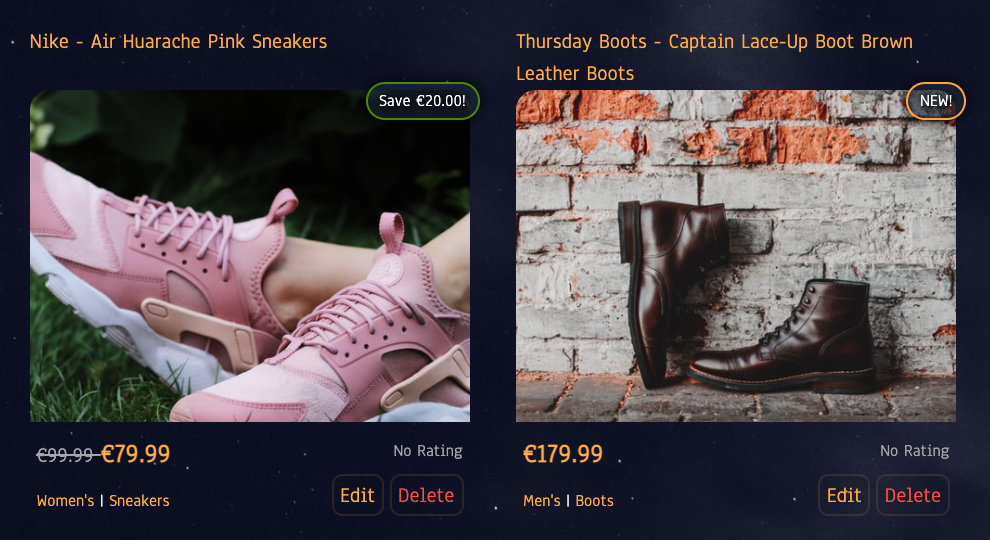 Nike - Air Huarache Pink Sneakers
Save €20.00!
€99.99 €79.99
No Rating
Women's | Sneakers
Edit
Delete
Thursday Boots - Captain Lace-Up Boot Brown
Leather Boots
NEW!
€179.99
No Rating
Men's | Boots
Edit
Delete